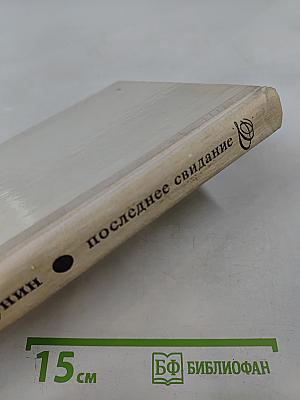 нин ● последнее свидание
15 см
БФ БИБЛИОФАН